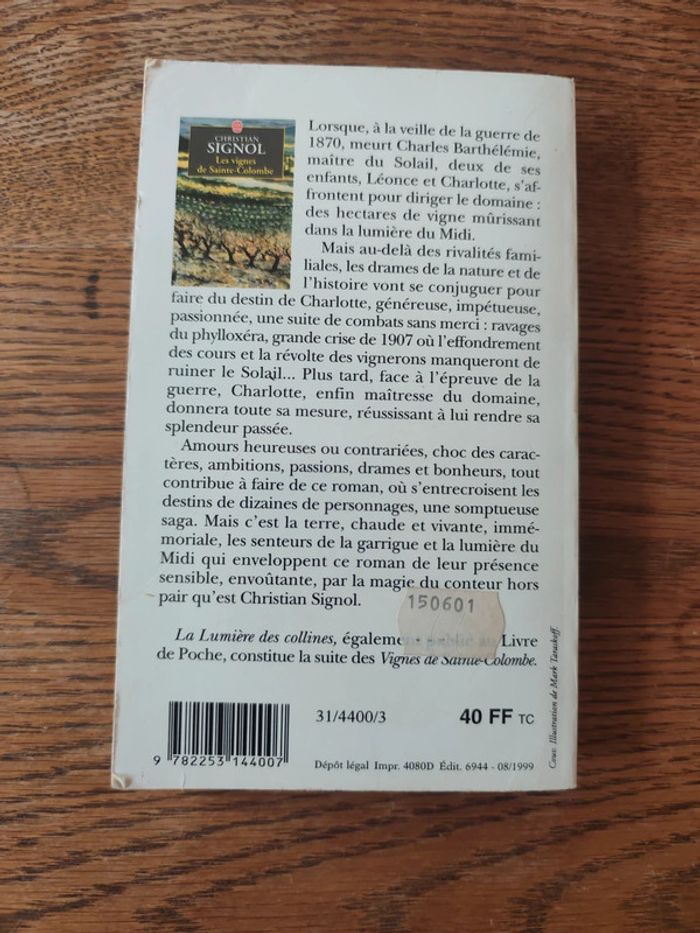 CHRISTIAN
SIGNOL
Les vignes
de Sainte-Colombe
Lorsque, à la veille de la guerre de
1870, meurt Charles Barthélémie,
maître du Solail, deux de ses
enfants, Léonce et Charlotte, s'af-
frontent pour diriger le domaine :
des hectares de vigne mûrissant
dans la lumière du Midi.
Mais au-delà des rivalités fami-
liales, les drames de la nature et de
l'histoire vont se conjuguer pour
faire du destin de Charlotte, généreuse, impétueuse,
passionnée, une suite de combats sans merci : ravages
du phylloxéra, grande crise de 1907 où l'effondrement
des cours et la révolte des vignerons manqueront de
ruiner le Solail... Plus tard, face à l'épreuve de la
guerre, Charlotte, enfin maîtresse du domaine,
donnera toute sa mesure, réussissant à lui rendre sa
splendeur passée.
Amours heureuses ou contrariées, choc des carac-
tères, ambitions, passions, drames et bonheurs, tout
contribue à faire de ce roman, où s'entrecroisent les
destins de dizaines de personnages, une somptueuse
saga. Mais c'est la terre, chaude et vivante, immé-
moriale, les senteurs de la garrigue et la lumière du
Midi qui enveloppent ce roman de leur présence
sensible, envoûtante, par la magie du conteur hors
pair qu'est Christian Signol.
150601
La Lumière des collines, également publié au Livre
de Poche, constitue la suite des Vignes de Sainte-Colombe.
31/4400/3
40 FF TC
9 782253 144007
Dépôt légal Impr. 4080D Édit. 6944 - 08/1999
Couv. Illustration de Mark Taraskoff.